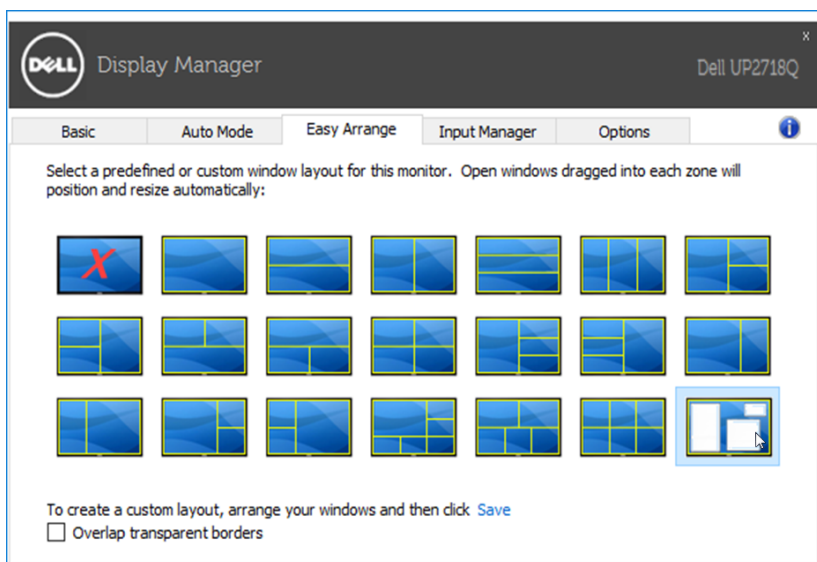 x
DELL Display Manager
Dell UP2718Q
Basic Auto Mode Easy Arrange Input Manager Options i
Select a predefined or custom window layout for this monitor. Open windows dragged into each zone will
position and resize automatically:
X
To create a custom layout, arrange your windows and then click Save
Overlap transparent borders